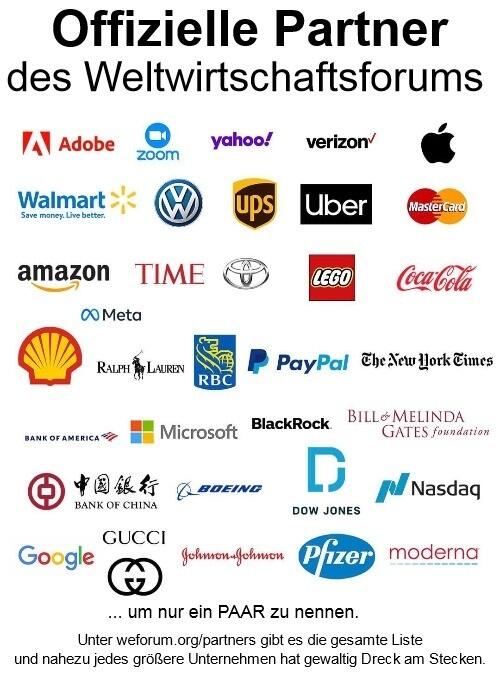 Offizielle Partner
des Weltwirtschaftsforums
Adobe zoom yahoo! verizon
Walmart
Save money. Live better.
ups Uber MasterCard
amazon TIME LEGO Coca-Cola
Meta
RALPH LAUREN RBC PayPal The New York Times
BANK OF AMERICA Microsoft BlackRock. BILL & MELINDA
GATES foundation
中国银行
BANK OF CHINA
BOEING
DOW JONES
Nasdaq
Google GUCCI Johnson & Johnson Pfizer moderna
... um nur ein PAAR zu nennen.
Unter weforum.org/partners gibt es die gesamte Liste
und nahezu jedes größere Unternehmen hat gewaltig Dreck am Stecken.